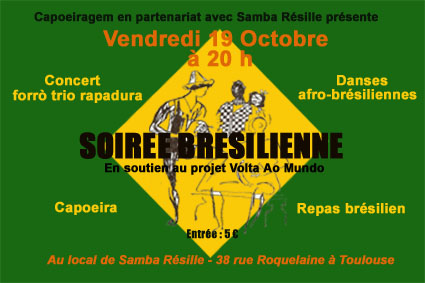 Capoeiragem en partenariat avec Samba Résille présente
Vendredi 19 Octobre
à 20 h
Concert
forrò trio rapadura
Danses
afro-brésiliennes
SOIREE BRESILIENNE
En soutien au projet Vólta Ao Mundo
Capoeira
Repas brésilien
Entrée : 5 €
Au local de Samba Résille - 38 rue Roquelaine à Toulouse